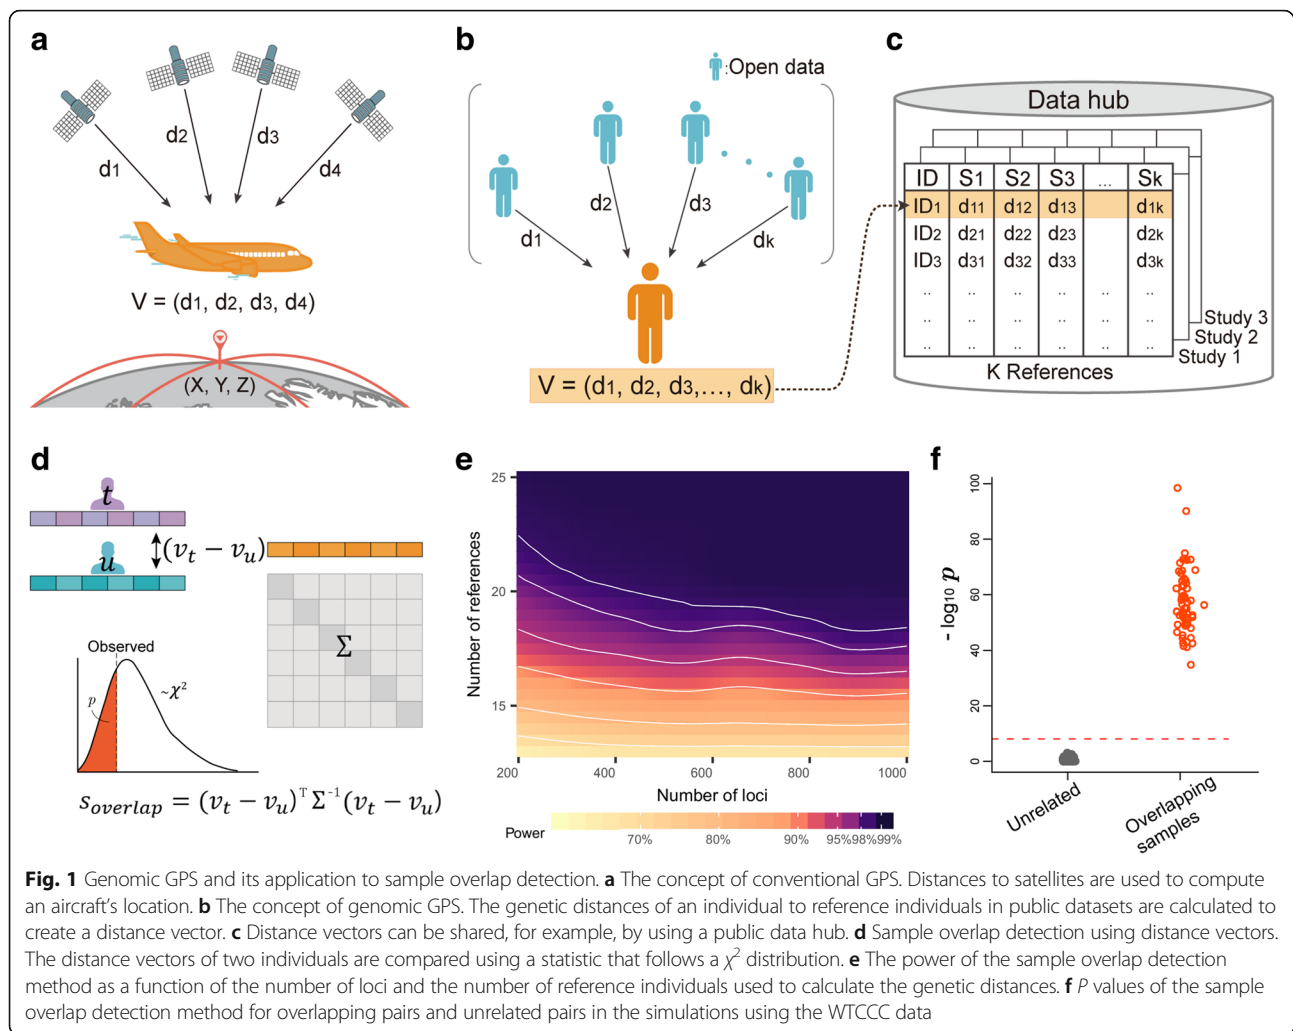 a
d1
d2
d3
d4
V = (d1, d2, d3, d4)
(X, Y, Z)
b
:Open data
d1
d2
d3
dk
V = (d1, d2, d3,..., dk)
c
Data hub
ID S1 S2 S3 ... Sk
ID1 d11 d12 d13 d1k
ID2 d21 d22 d23 d2k
ID3 d31 d32 d33 d3k
.. .. .. .. .. ..
.. .. .. .. .. ..
.. .. .. .. .. ..
Study 3
Study 2
Study 1
K References
d
t
u
(vt − vu)
Σ
Observed
p
~χ2
soverlap = (vt − vu)T Σ-1(vt − vu)
e
Number of references
25
20
15
200 400 600 800 1000
Number of loci
Power
70% 80% 90% 95% 98% 99%
f
- log10 p
100
80
60
40
20
0
Unrelated
Overlapping
samples
Fig. 1 Genomic GPS and its application to sample overlap detection. a The concept of conventional GPS. Distances to satellites are used to compute
an aircraft's location. b The concept of genomic GPS. The genetic distances of an individual to reference individuals in public datasets are calculated to
create a distance vector. c Distance vectors can be shared, for example, by using a public data hub. d Sample overlap detection using distance vectors.
The distance vectors of two individuals are compared using a statistic that follows a χ2 distribution. e The power of the sample overlap detection
method as a function of the number of loci and the number of reference individuals used to calculate the genetic distances. f P values of the sample
overlap detection method for overlapping pairs and unrelated pairs in the simulations using the WTCCC data